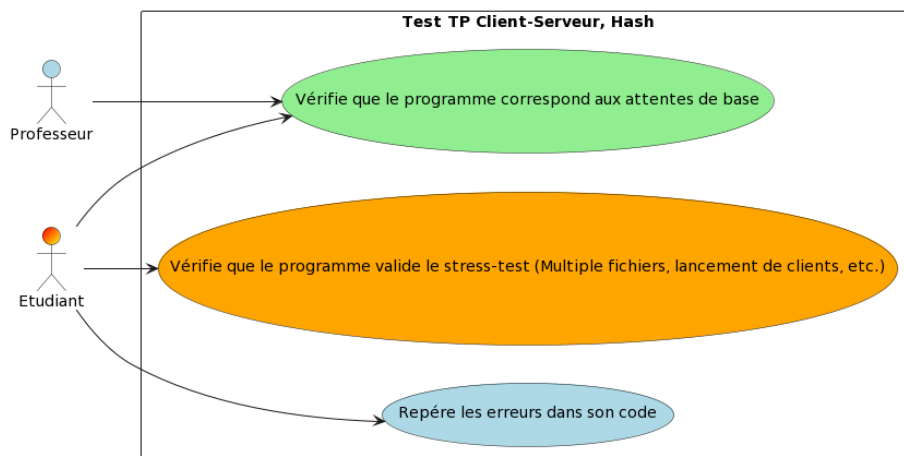 Test TP Client-Serveur, Hash
Vérifie que le programme correspond aux attentes de base
Professeur
Vérifie que le programme valide le stress-test (Multiple fichiers, lancement de clients, etc.)
Etudiant
Repére les erreurs dans son code